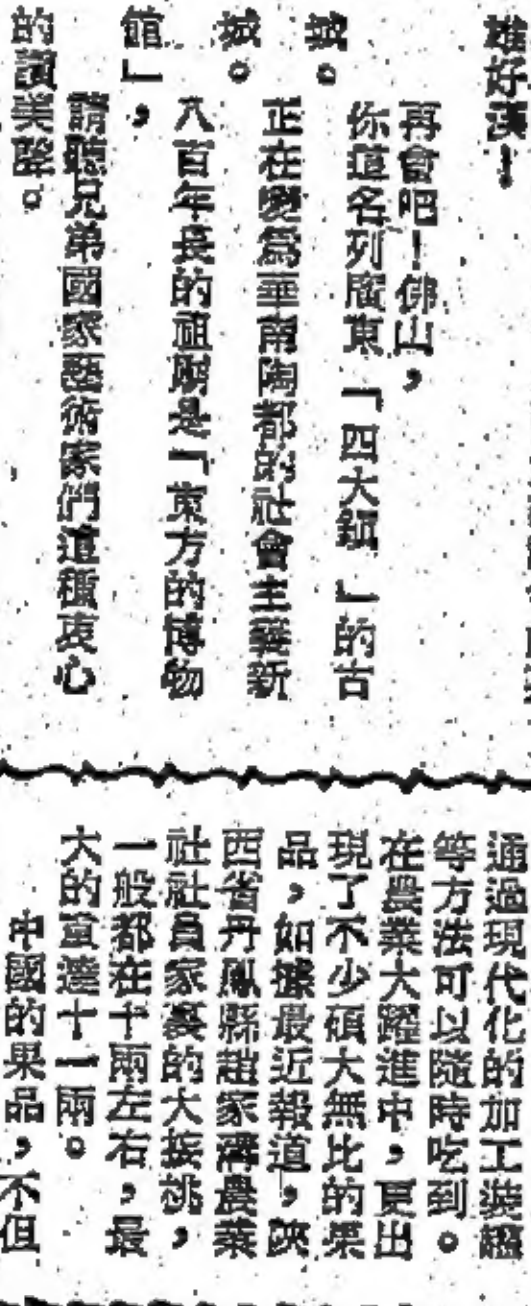 雄好漢！
再會吧！佛山，
你這名列廣東「四大鎮」的古
城。
正在變爲華南陶都的社會主義新
城。
八百年長的祖廟是「東方的博物
館」，
請聽兄弟國家藝術家們這種衷心
的讚美聲。
通過現代化的加工裝罐
等方法可以隨時吃到。
在農業大躍進中，更出
現了不少碩大無比的果
品，如據最近報道，陝
西省丹鳳縣趙家灣農業
社社員家裏的大核桃，
一般都在十兩左右，最
大的重達十一兩。
中國的果品，不但